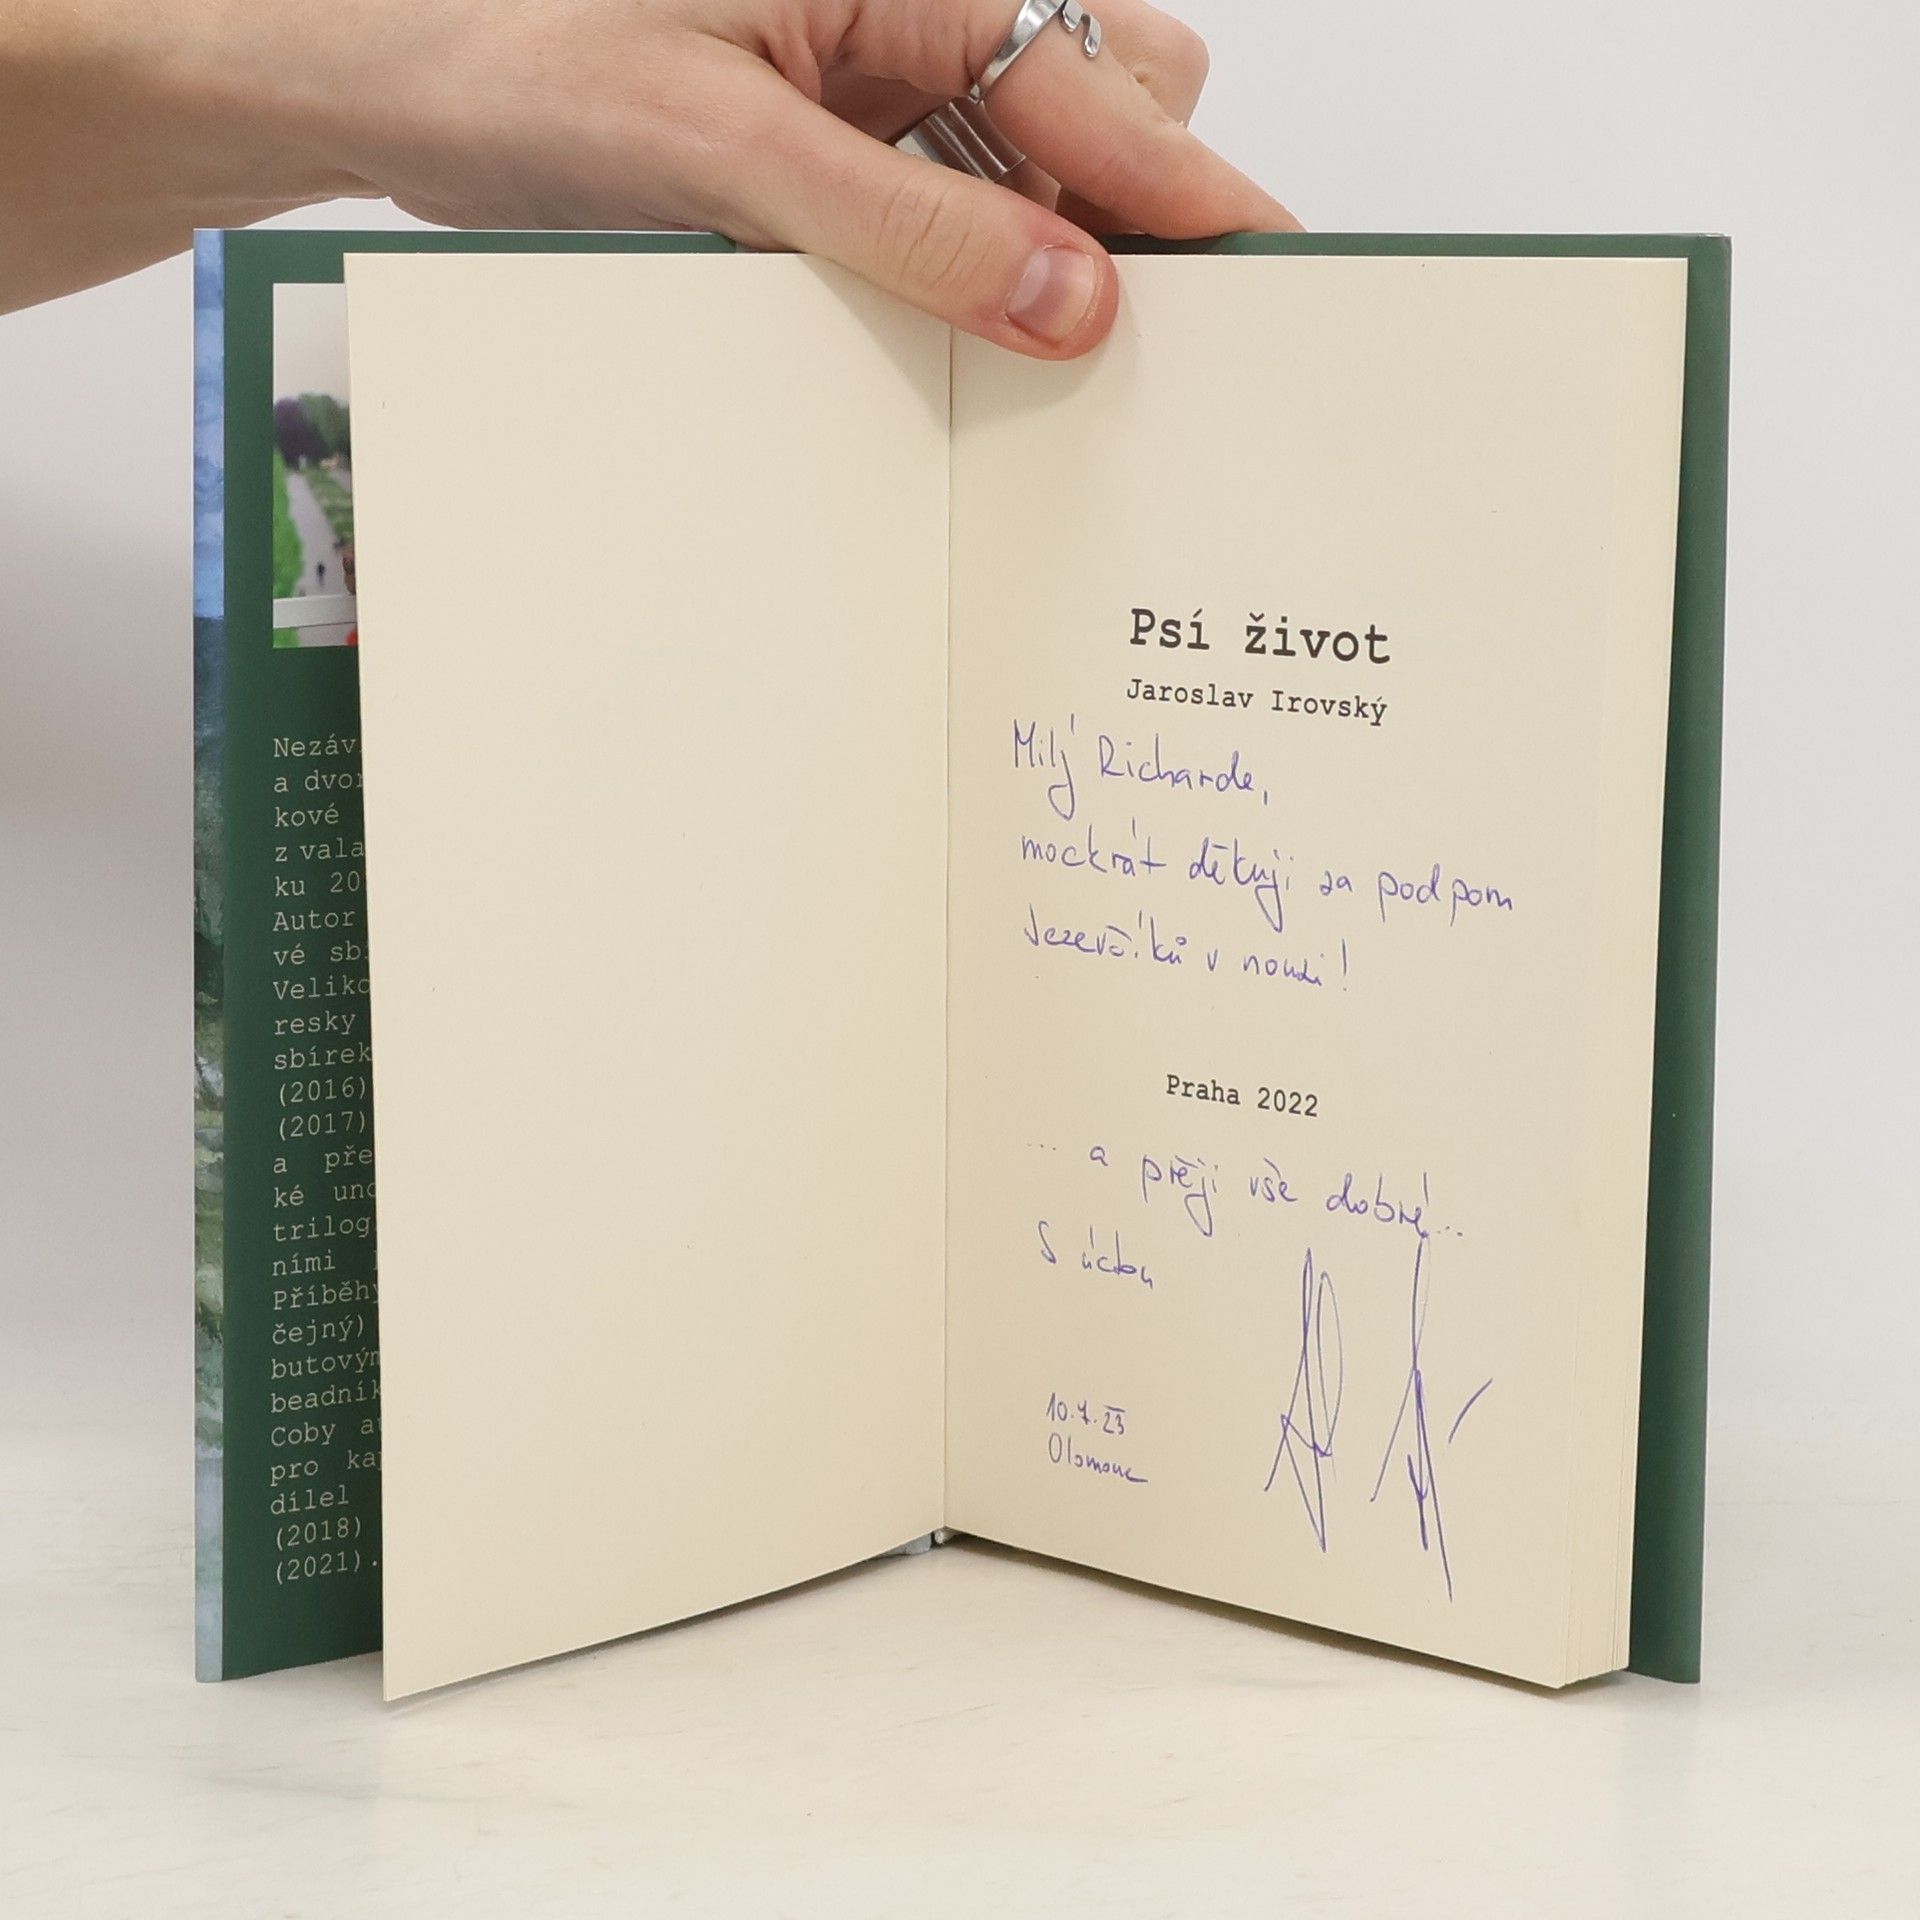 Nezáv
a dvor
kové
z vala
ku 20
Autor
vé sb
Veliko
resky
sbírek
(2016)
(2017)
a pře
ké und
trilog
ními
Příběhy
čejný)
butovým
beadník
Coby a
pro ka
dílel
(2018)
(2021).
Psí život
Jaroslav Irovský
Milý Richarde,
mockrát děkuji za podporu
Jezevčíků v nouzi!
Praha 2022
... a přeji vše dobré...
S úctou
10.7.23
Olomouc